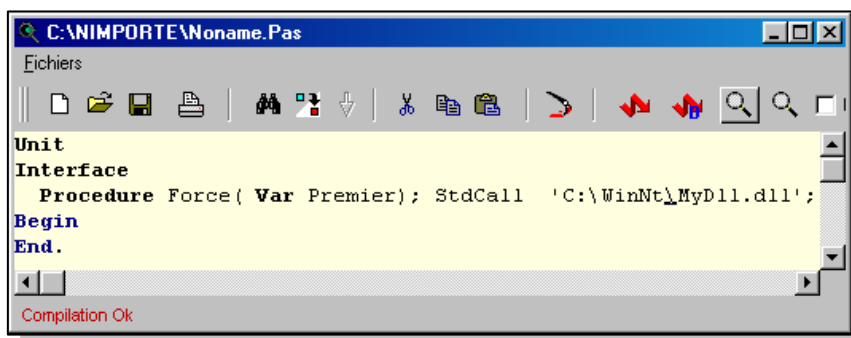 C:\NIMPORTE\Noname.Pas
Fichiers
Unit
Interface
Procedure Force( Var Premier); StdCall 'C:\WinNt\MyDll.dll';
Begin
End.
Compilation Ok